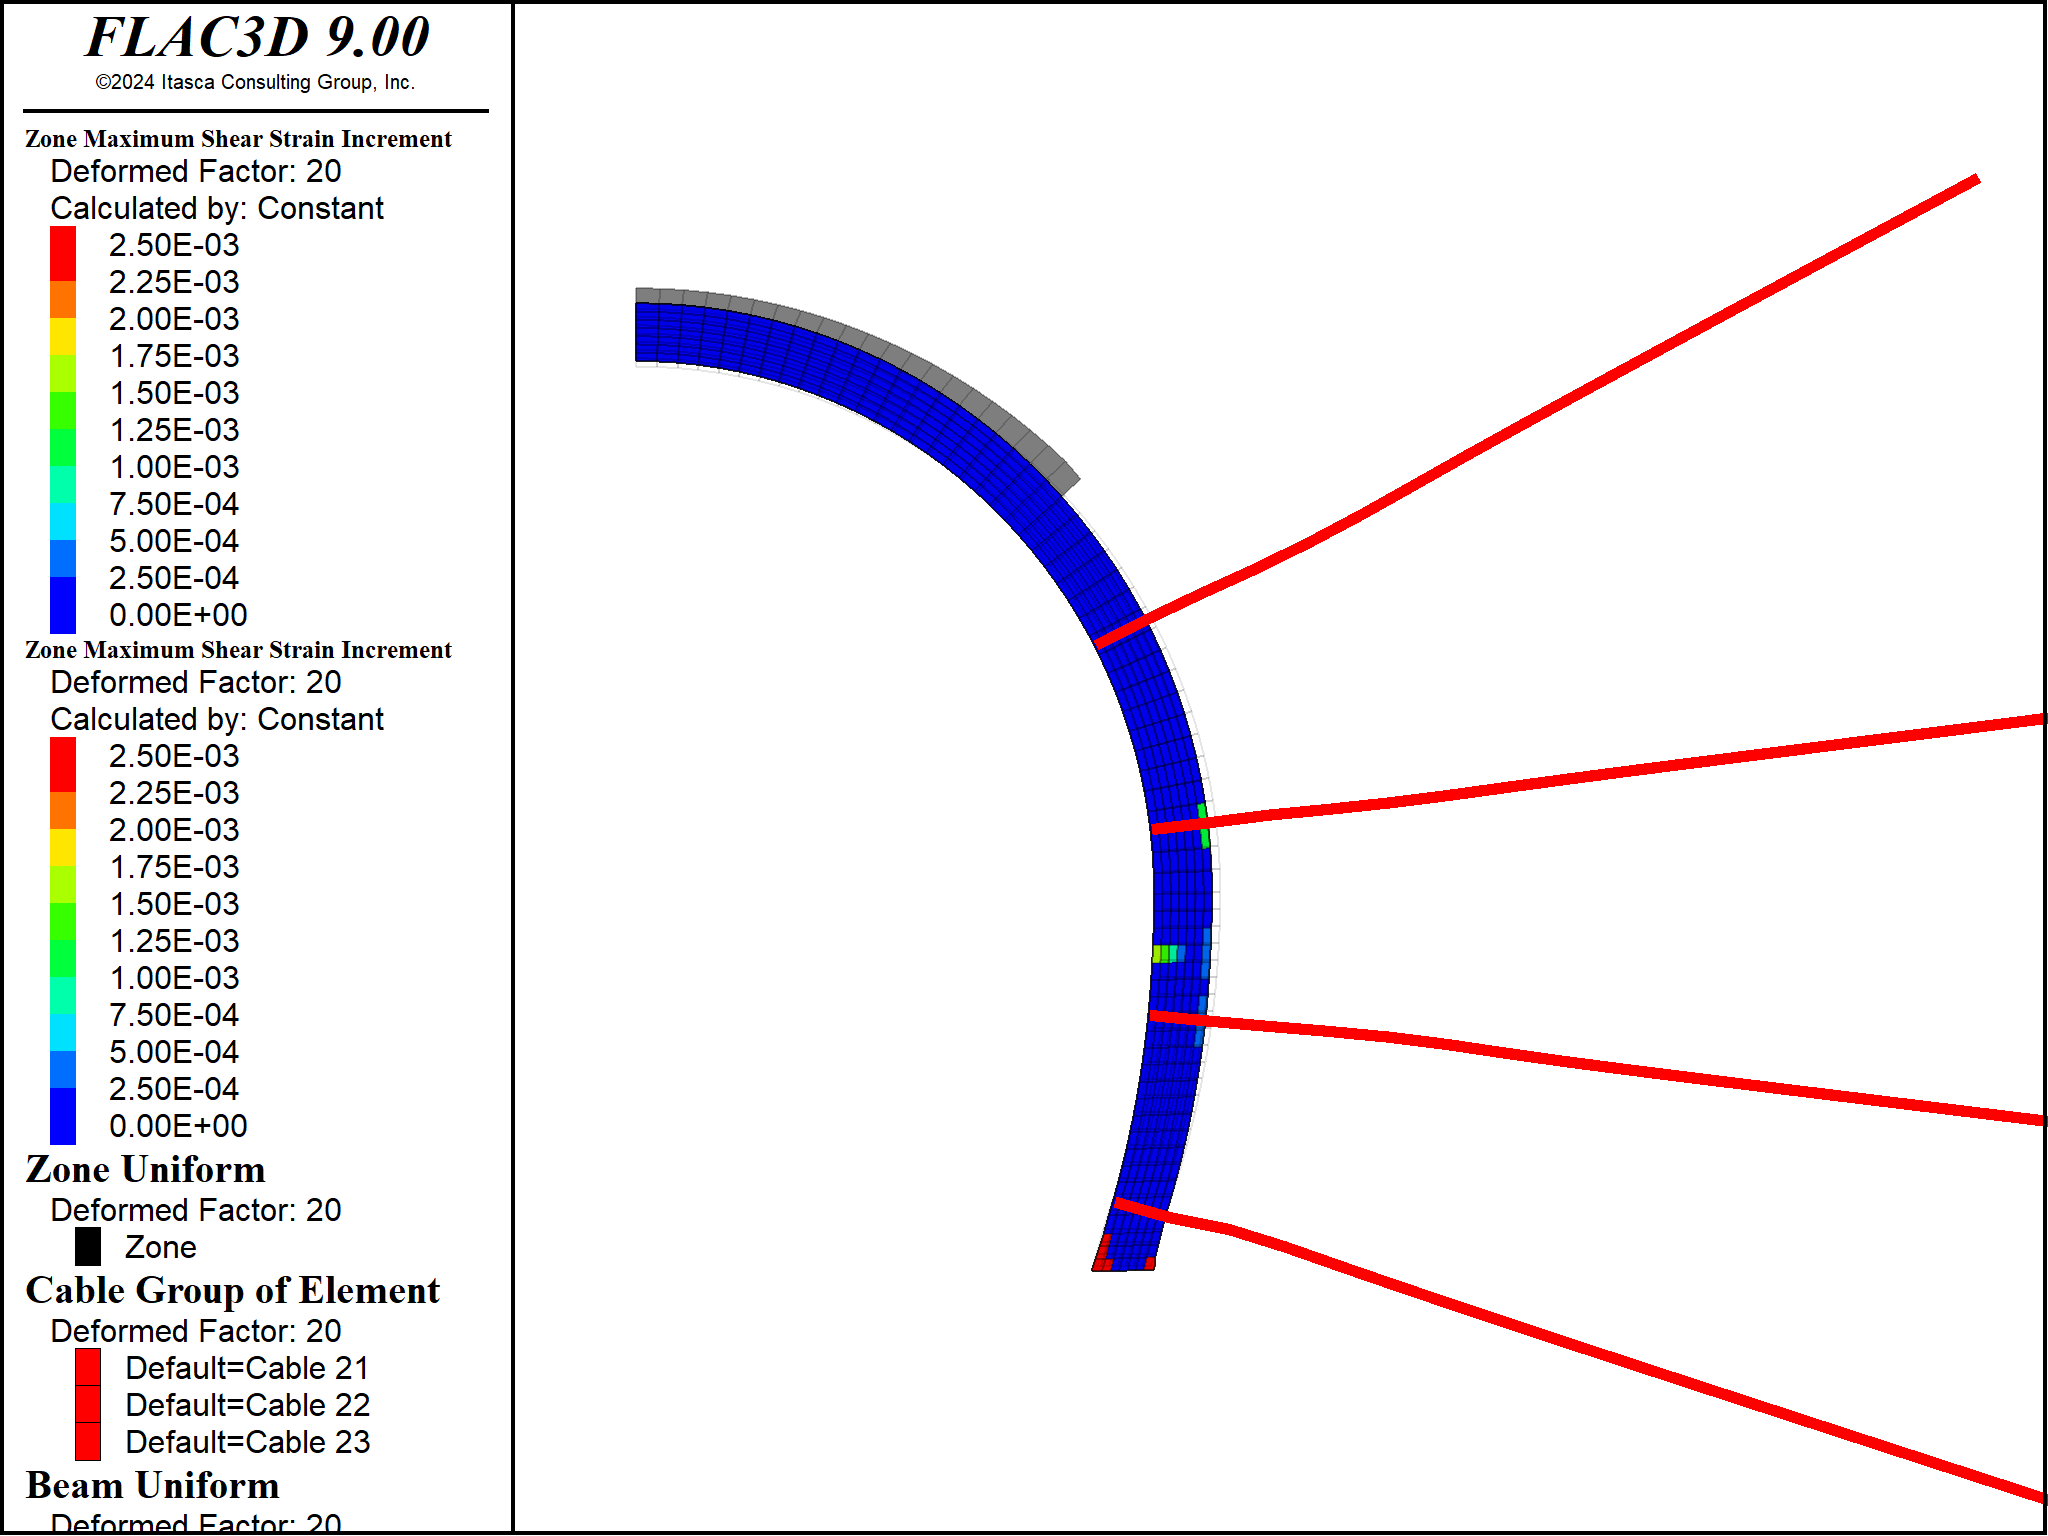 FLAC3D 9.00
©2024 Itasca Consulting Group, Inc.
Zone Maximum Shear Strain Increment
Deformed Factor: 20
Calculated by: Constant
2.50E-03
2.25E-03
2.00E-03
1.75E-03
1.50E-03
1.25E-03
1.00E-03
7.50E-04
5.00E-04
2.50E-04
0.00E+00
Zone Maximum Shear Strain Increment
Deformed Factor: 20
Calculated by: Constant
2.50E-03
2.25E-03
2.00E-03
1.75E-03
1.50E-03
1.25E-03
1.00E-03
7.50E-04
5.00E-04
2.50E-04
0.00E+00
Zone Uniform
Deformed Factor: 20
Zone
Cable Group of Element
Deformed Factor: 20
Default=Cable 21
Default=Cable 22
Default=Cable 23
Beam Uniform
Deformed Factor: 20